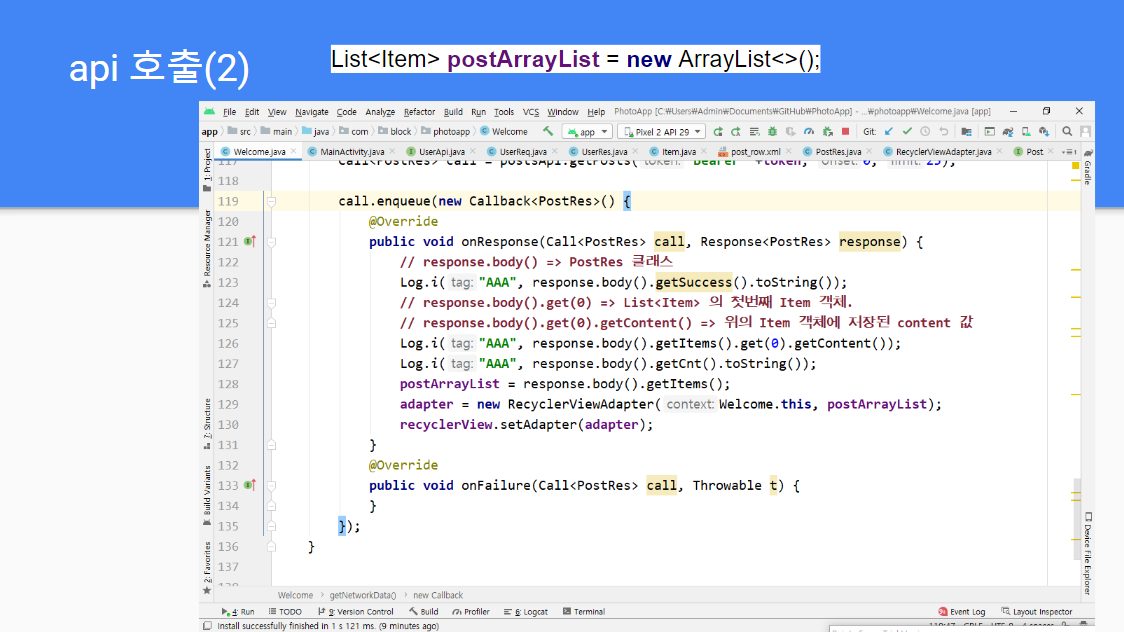 api 호출(2)
List<Item> postArrayList = new ArrayList<>();
File Edit View Navigate Code Analyze Refactor Build Run Tools VCS Window Help PhotoApp [C:₩Users₩Admin₩Documents₩GitHub₩PhotoApp] - ...₩photoapp₩Welcome.java [app]
app src main java com block photoapp Welcome app Pixel 2 API 29 Git:
Welcome.java MainActivity.java UserApi.java UserReq.java UserRes.java Item.java post_row.xml PostRes.java RecyclerViewAdapter.java Post
1: Project
Resource Manager
7: Structure
Build Variants
2: Favorites
Gradle
Device File Explorer
117 Call<PostRes> call = postsApi.getPosts( token: "Bearer "+token, offset: 0, limit: 25);
118
119 call.enqueue(new Callback<PostRes>() {
120 @Override
121 public void onResponse(Call<PostRes> call, Response<PostRes> response) {
122 // response.body() => PostRes 클래스
123 Log.i( tag: "AAA", response.body().getSuccess().toString());
124 // response.body().get(0) => List<Item> 의 첫번째 Item 객체.
125 // response.body().get(0).getContent() => 위의 Item 객체에 저장된 content 값
126 Log.i( tag: "AAA", response.body().getItems().get(0).getContent());
127 Log.i( tag: "AAA", response.body().getCnt().toString());
128 postArrayList = response.body().getItems();
129 adapter = new RecyclerViewAdapter( context: Welcome.this, postArrayList);
130 recyclerView.setAdapter(adapter);
131 }
132 @Override
133 public void onFailure(Call<PostRes> call, Throwable t) {
134 }
135 });
136 }
137
138
Welcome › getNetworkData() › new Callback
4: Run TODO 9: Version Control Build Profiler 6: Logcat Terminal Event Log Layout Inspector
Install successfully finished in 1 s 121 ms. (9 minutes ago) 119:47 CRLF UTF-8 4 spaces